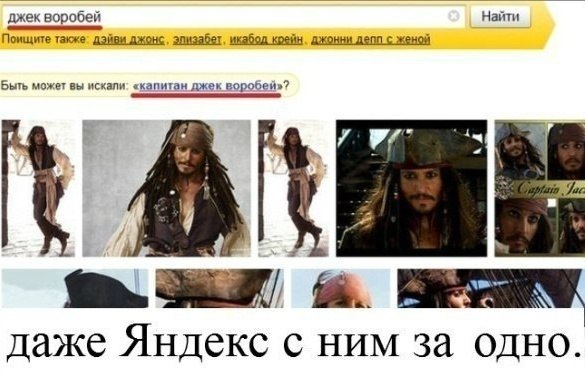 джек воробей
Найти
Поищите также: дэйви джонс, элизабет, икабод крейн, джонни депп с женой
Быть может вы искали: «капитан джек воробей»?
Captain Jac
даже Яндекс с ним за одно.